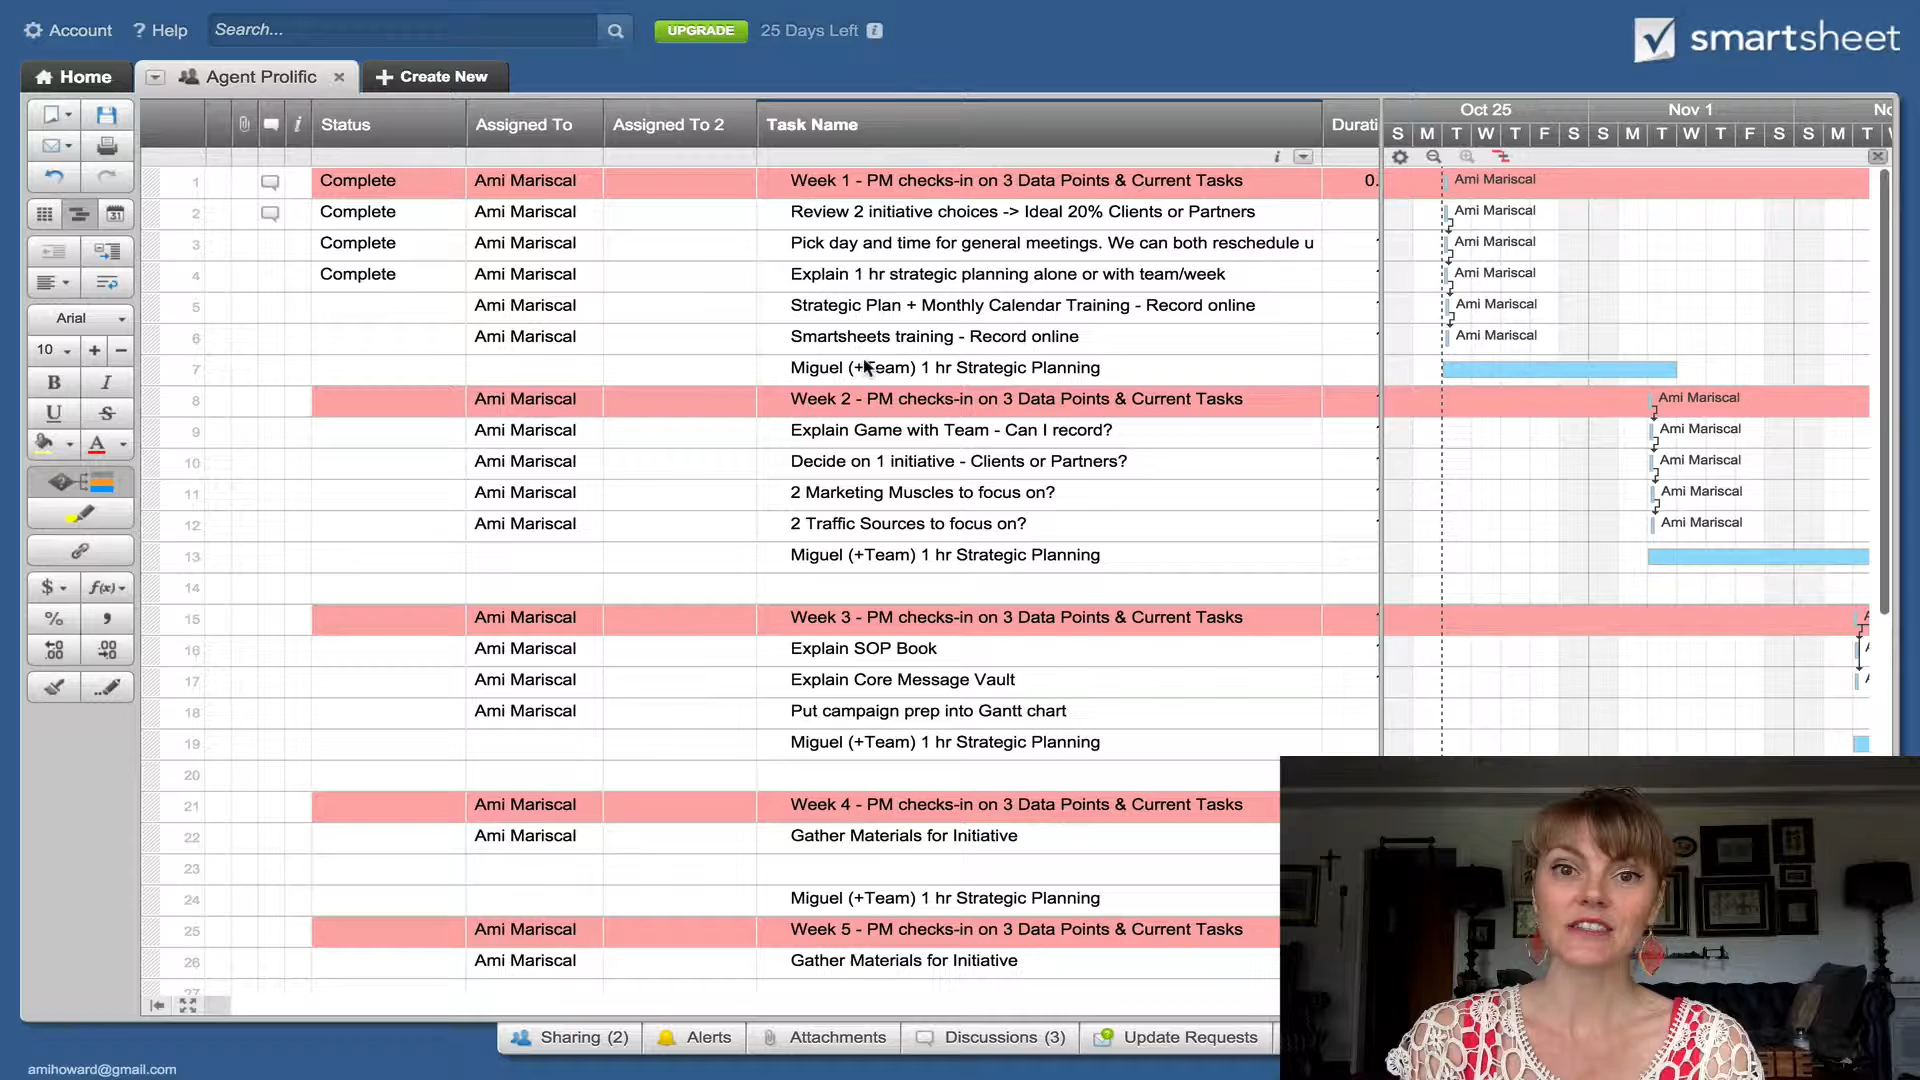 Account
? Help
Search...
UPGRADE
25 Days Left
smartsheet
Home
Agent Prolific
Create New
Status
Assigned To
Assigned To 2
Task Name
Durati
Oct 25
Nov 1
S M T W T F S S M T W T F S S M T
1 Complete Ami Mariscal Week 1 - PM checks-in on 3 Data Points & Current Tasks 0. Ami Mariscal
2 Complete Ami Mariscal Review 2 initiative choices -> Ideal 20% Clients or Partners Ami Mariscal
3 Complete Ami Mariscal Pick day and time for general meetings. We can both reschedule u Ami Mariscal
4 Complete Ami Mariscal Explain 1 hr strategic planning alone or with team/week Ami Mariscal
5 Ami Mariscal Strategic Plan + Monthly Calendar Training - Record online Ami Mariscal
6 Ami Mariscal Smartsheets training - Record online Ami Mariscal
7 Miguel (+Team) 1 hr Strategic Planning
8 Ami Mariscal Week 2 - PM checks-in on 3 Data Points & Current Tasks Ami Mariscal
9 Ami Mariscal Explain Game with Team - Can I record? Ami Mariscal
10 Ami Mariscal Decide on 1 initiative - Clients or Partners? Ami Mariscal
11 Ami Mariscal 2 Marketing Muscles to focus on? Ami Mariscal
12 Ami Mariscal 2 Traffic Sources to focus on? Ami Mariscal
13 Miguel (+Team) 1 hr Strategic Planning
14
15 Ami Mariscal Week 3 - PM checks-in on 3 Data Points & Current Tasks
16 Ami Mariscal Explain SOP Book
17 Ami Mariscal Explain Core Message Vault
18 Ami Mariscal Put campaign prep into Gantt chart
19 Miguel (+Team) 1 hr Strategic Planning
20
21 Ami Mariscal Week 4 - PM checks-in on 3 Data Points & Current Tasks
22 Ami Mariscal Gather Materials for Initiative
23
24 Miguel (+Team) 1 hr Strategic Planning
25 Ami Mariscal Week 5 - PM checks-in on 3 Data Points & Current Tasks
26 Ami Mariscal Gather Materials for Initiative
27
Arial
10
B I
U S
A
$ f(x)
%
Sharing (2)
Alerts
Attachments
Discussions (3)
Update Requests
amihoward@gmail.com